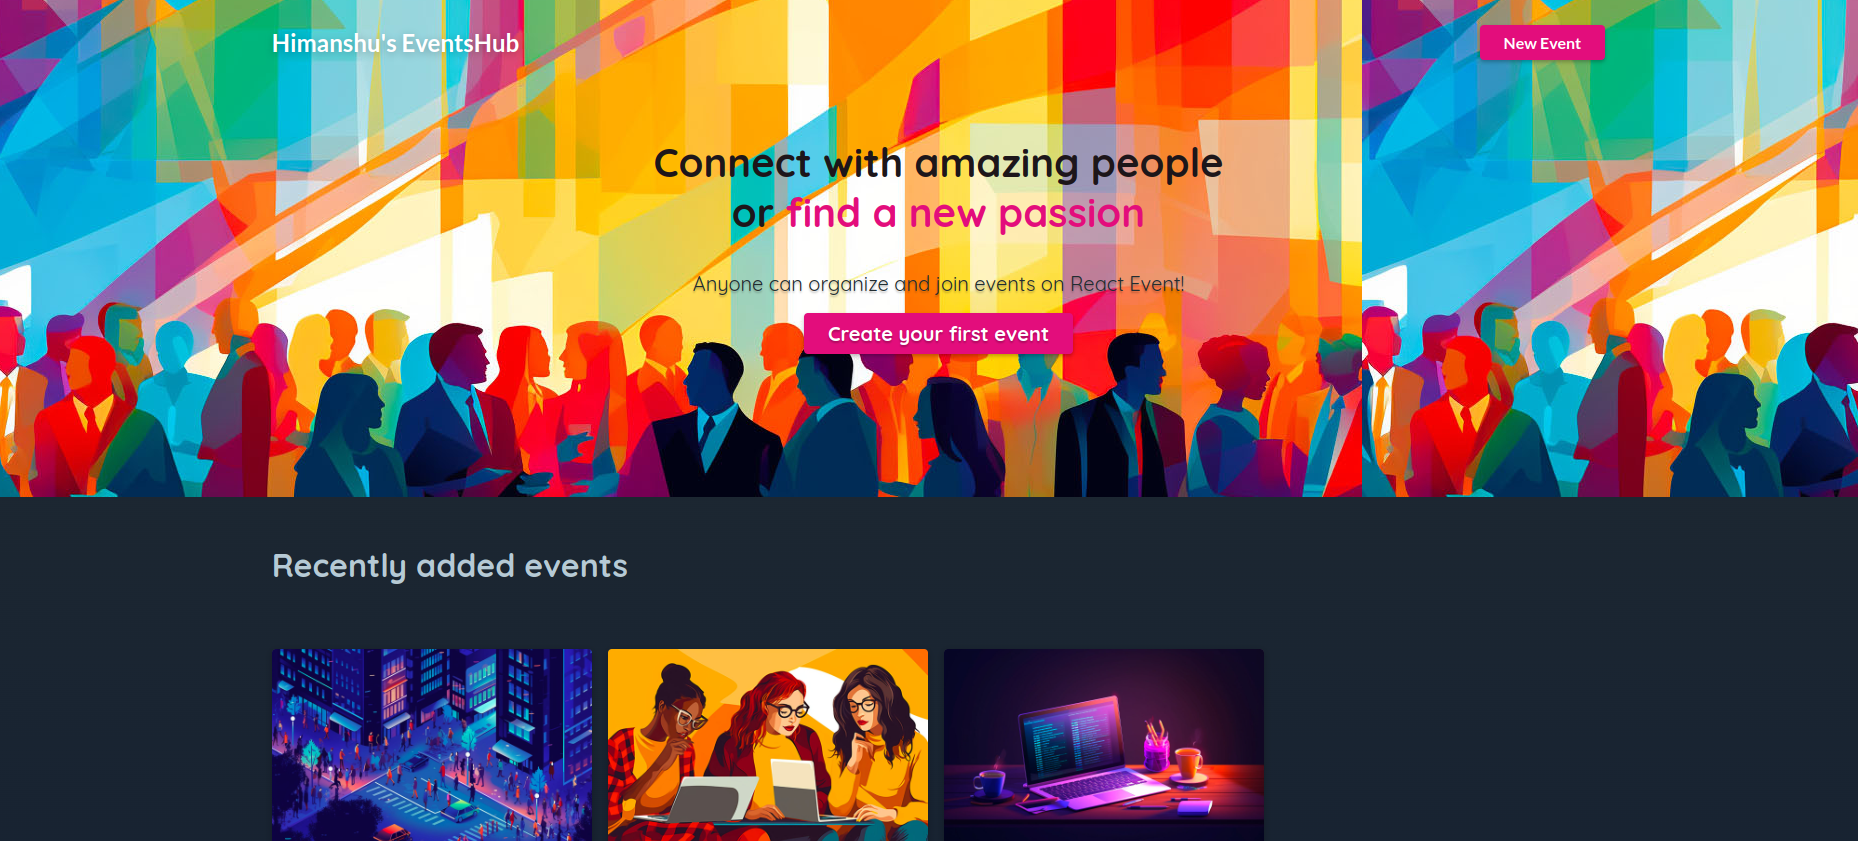 Himanshu's EventsHub
New Event
Connect with amazing people
or find a new passion
Anyone can organize and join events on React Event!
Create your first event
Recently added events